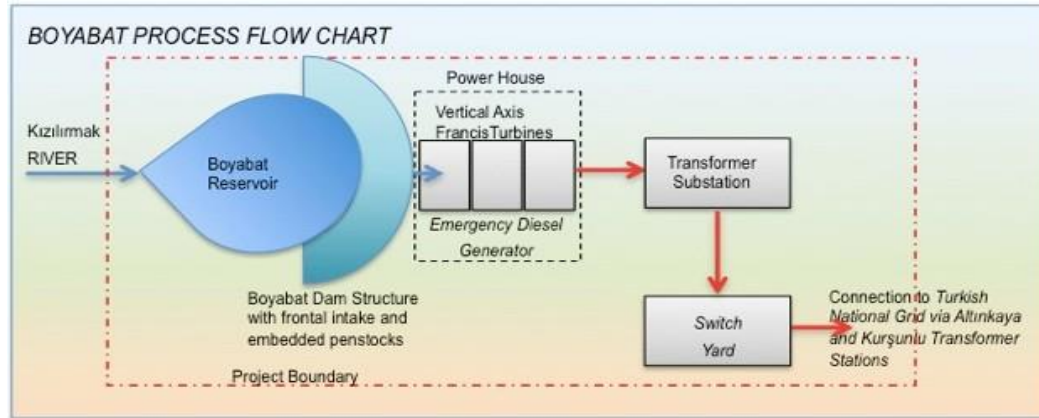 BOYABAT PROCESS FLOW CHART
Power House
Vertical Axis
FrancisTurbines
Kızılırmak
RIVER
Boyabat
Reservoir
Transformer
Substation
Emergency Diesel
Generator
Boyabat Dam Structure
with frontal intake and
embedded penstocks
Switch
Yard
Connection to Turkish
National Grid via Altınkaya
and Kurşunlu Transformer
Stations
Project Boundary